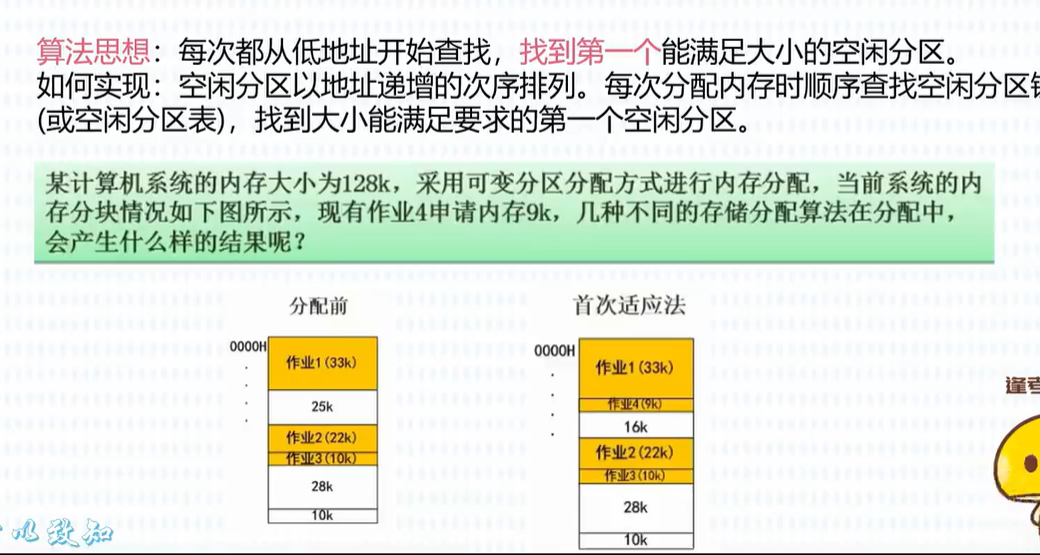 算法思想：每次都从低地址开始查找，找到第一个能满足大小的空闲分区。
如何实现：空闲分区以地址递增的次序排列。每次分配内存时顺序查找空闲分区
(或空闲分区表)，找到大小能满足要求的第一个空闲分区。
某计算机系统的内存大小为128k，采用可变分区分配方式进行内存分配，当前系统的内
存分块情况如下图所示，现有作业4申请内存9k，几种不同的存储分配算法在分配中，
会产生什么样的结果呢？
分配前
0000H
作业1(33k)
25k
作业2(22k)
作业3(10k)
28k
10k
首次适应法
0000H
作业1(33k)
作业4(9k)
16k
作业2(22k)
作业3(10k)
28k
10k